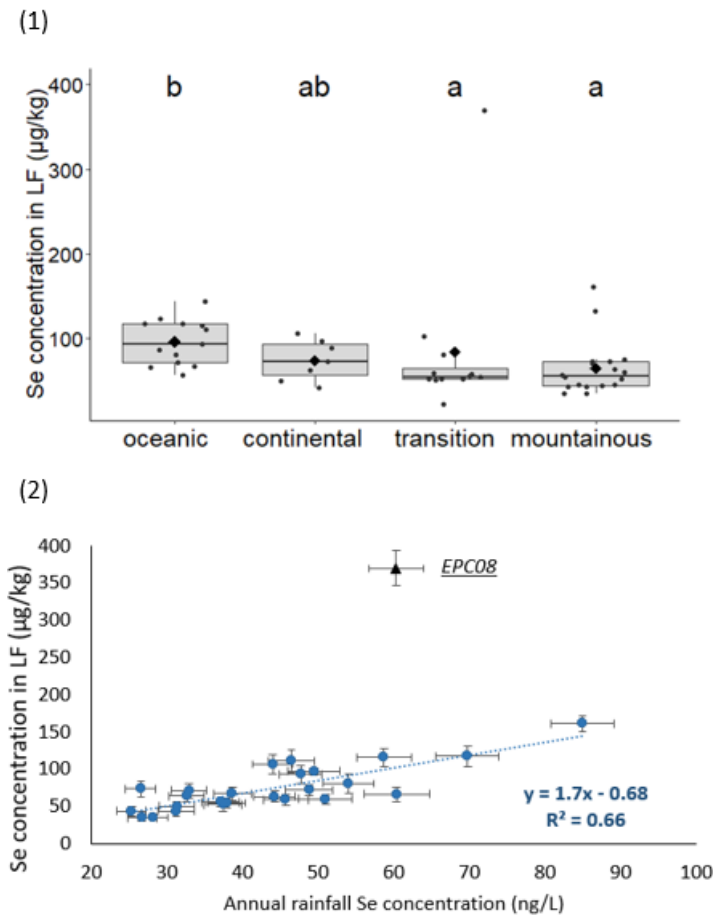 (1)
Se concentration in LF (µg/kg)
400
300
200
100
b ab a a
oceanic continental transition mountainous
(2)
Se concentration in LF (µg/kg)
400
350
300
250
200
150
100
50
0
EPC08
y = 1.7x - 0.68
R² = 0.66
20 30 40 50 60 70 80 90 100
Annual rainfall Se concentration (ng/L)